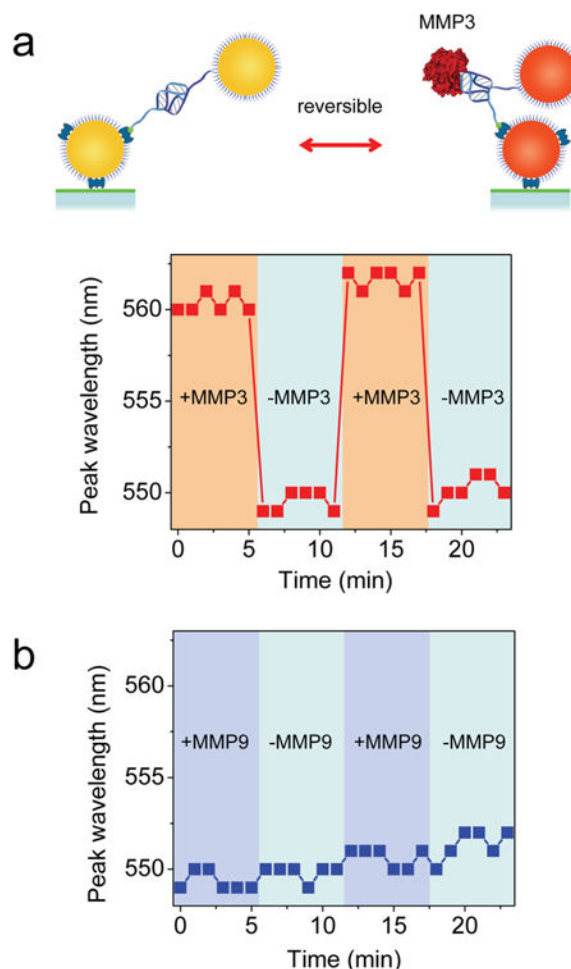 a
MMP3
reversible
Peak wavelength (nm)
560
555
550
+MMP3
-MMP3
+MMP3
-MMP3
0
5
10
15
20
Time (min)
b
Peak wavelength (nm)
560
555
550
+MMP9
-MMP9
+MMP9
-MMP9
0
5
10
15
20
Time (min)